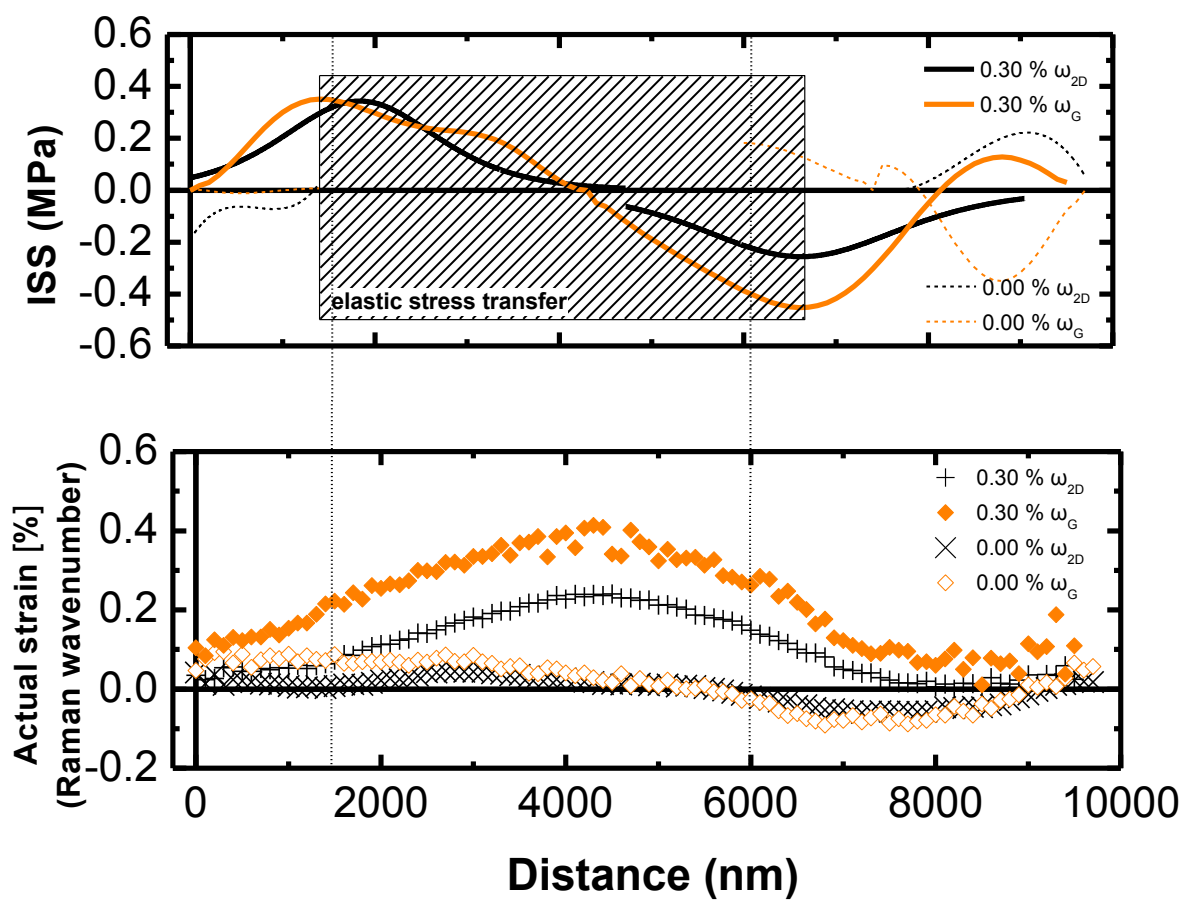 0.6
0.4
0.2
0.0
-0.2
-0.4
-0.6
ISS (MPa)
0.30 % ω2D
0.30 % ωG
elastic stress transfer
0.00 % ω2D
0.00 % ωG
0.6
0.4
0.2
0.0
-0.2
Actual strain [%]
(Raman wavenumber)
0.30 % ω2D
0.30 % ωG
0.00 % ω2D
0.00 % ωG
0 2000 4000 6000 8000 10000
Distance (nm)